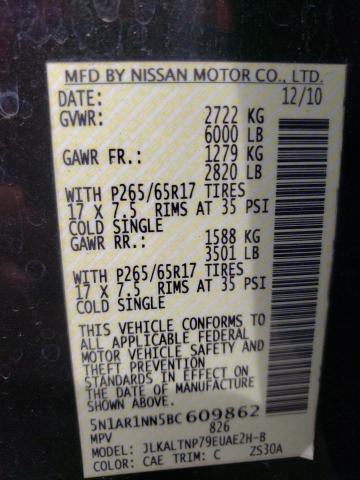 MFD BY NISSAN MOTOR CO., LTD.
DATE: 12/10
GVWR: 2722 KG
6000 LB
GAWR FR.: 1279 KG
2820 LB
WITH P265/65R17 TIRES
17 X 7.5 RIMS AT 35 PSI
COLD SINGLE
GAWR RR.: 1588 KG
3501 LB
WITH P265/65R17 TIRES
17 X 7.5 RIMS AT 35 PSI
COLD SINGLE
THIS VEHICLE CONFORMS TO
ALL APPLICABLE FEDERAL
MOTOR VEHICLE SAFETY AND
THEFT PREVENTION
STANDARDS IN EFFECT ON
THE DATE OF MANUFACTURE
5N1AR1NN5BC609862
MPV 826
MODEL: JLKALTNP79EUAE2H-B
COLOR: CAE TRIM: C ZS30A